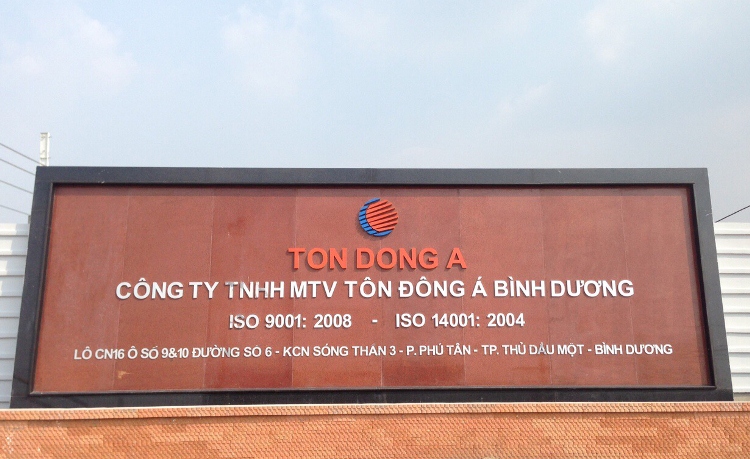 TON DONG A
CÔNG TY TNHH MTV TÔN ĐÔNG Á BÌNH DƯƠNG
ISO 9001: 2008 - ISO 14001: 2004
LÔ CN16 Ô SỐ 9&10 ĐƯỜNG SỐ 6 - KCN SÓNG THẦN 3 - P. PHÚ TÂN - TP. THỦ DẦU MỘT - BÌNH DƯƠNG